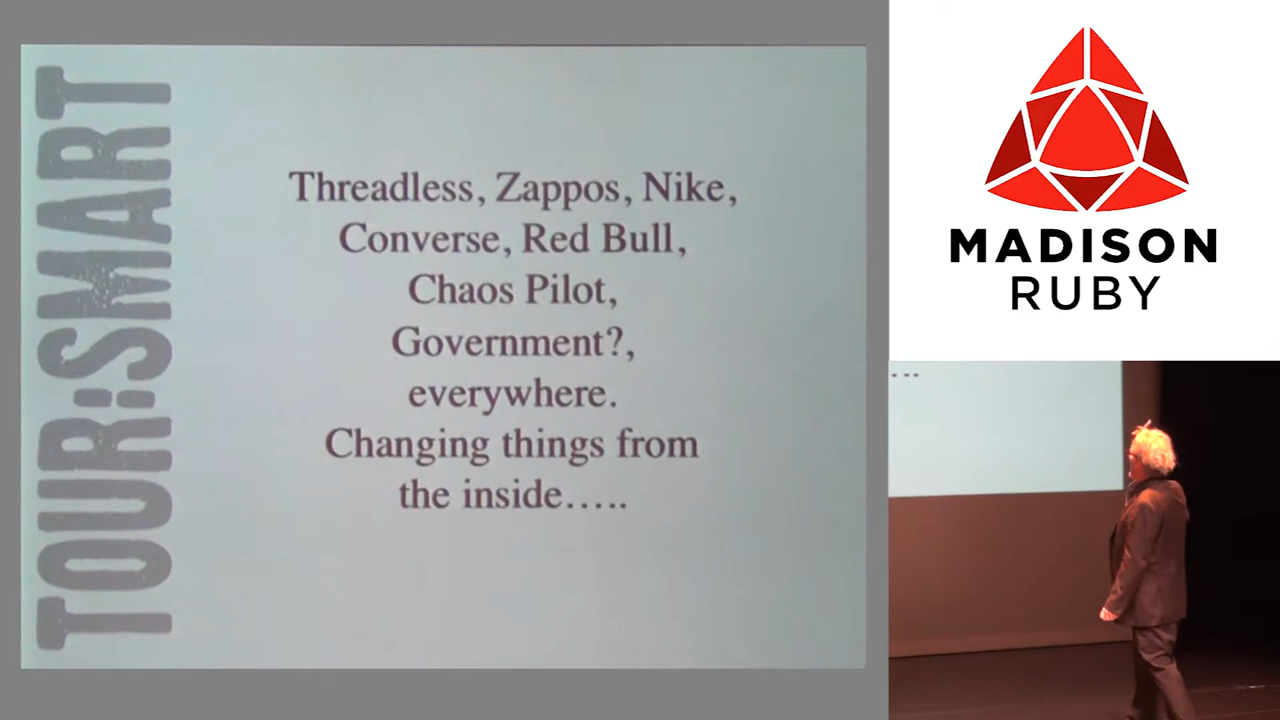 TOUR:SMART
Threadless, Zappos, Nike,
Converse, Red Bull,
Chaos Pilot,
Government?,
everywhere.
Changing things from
the inside.....
MADISON
RUBY